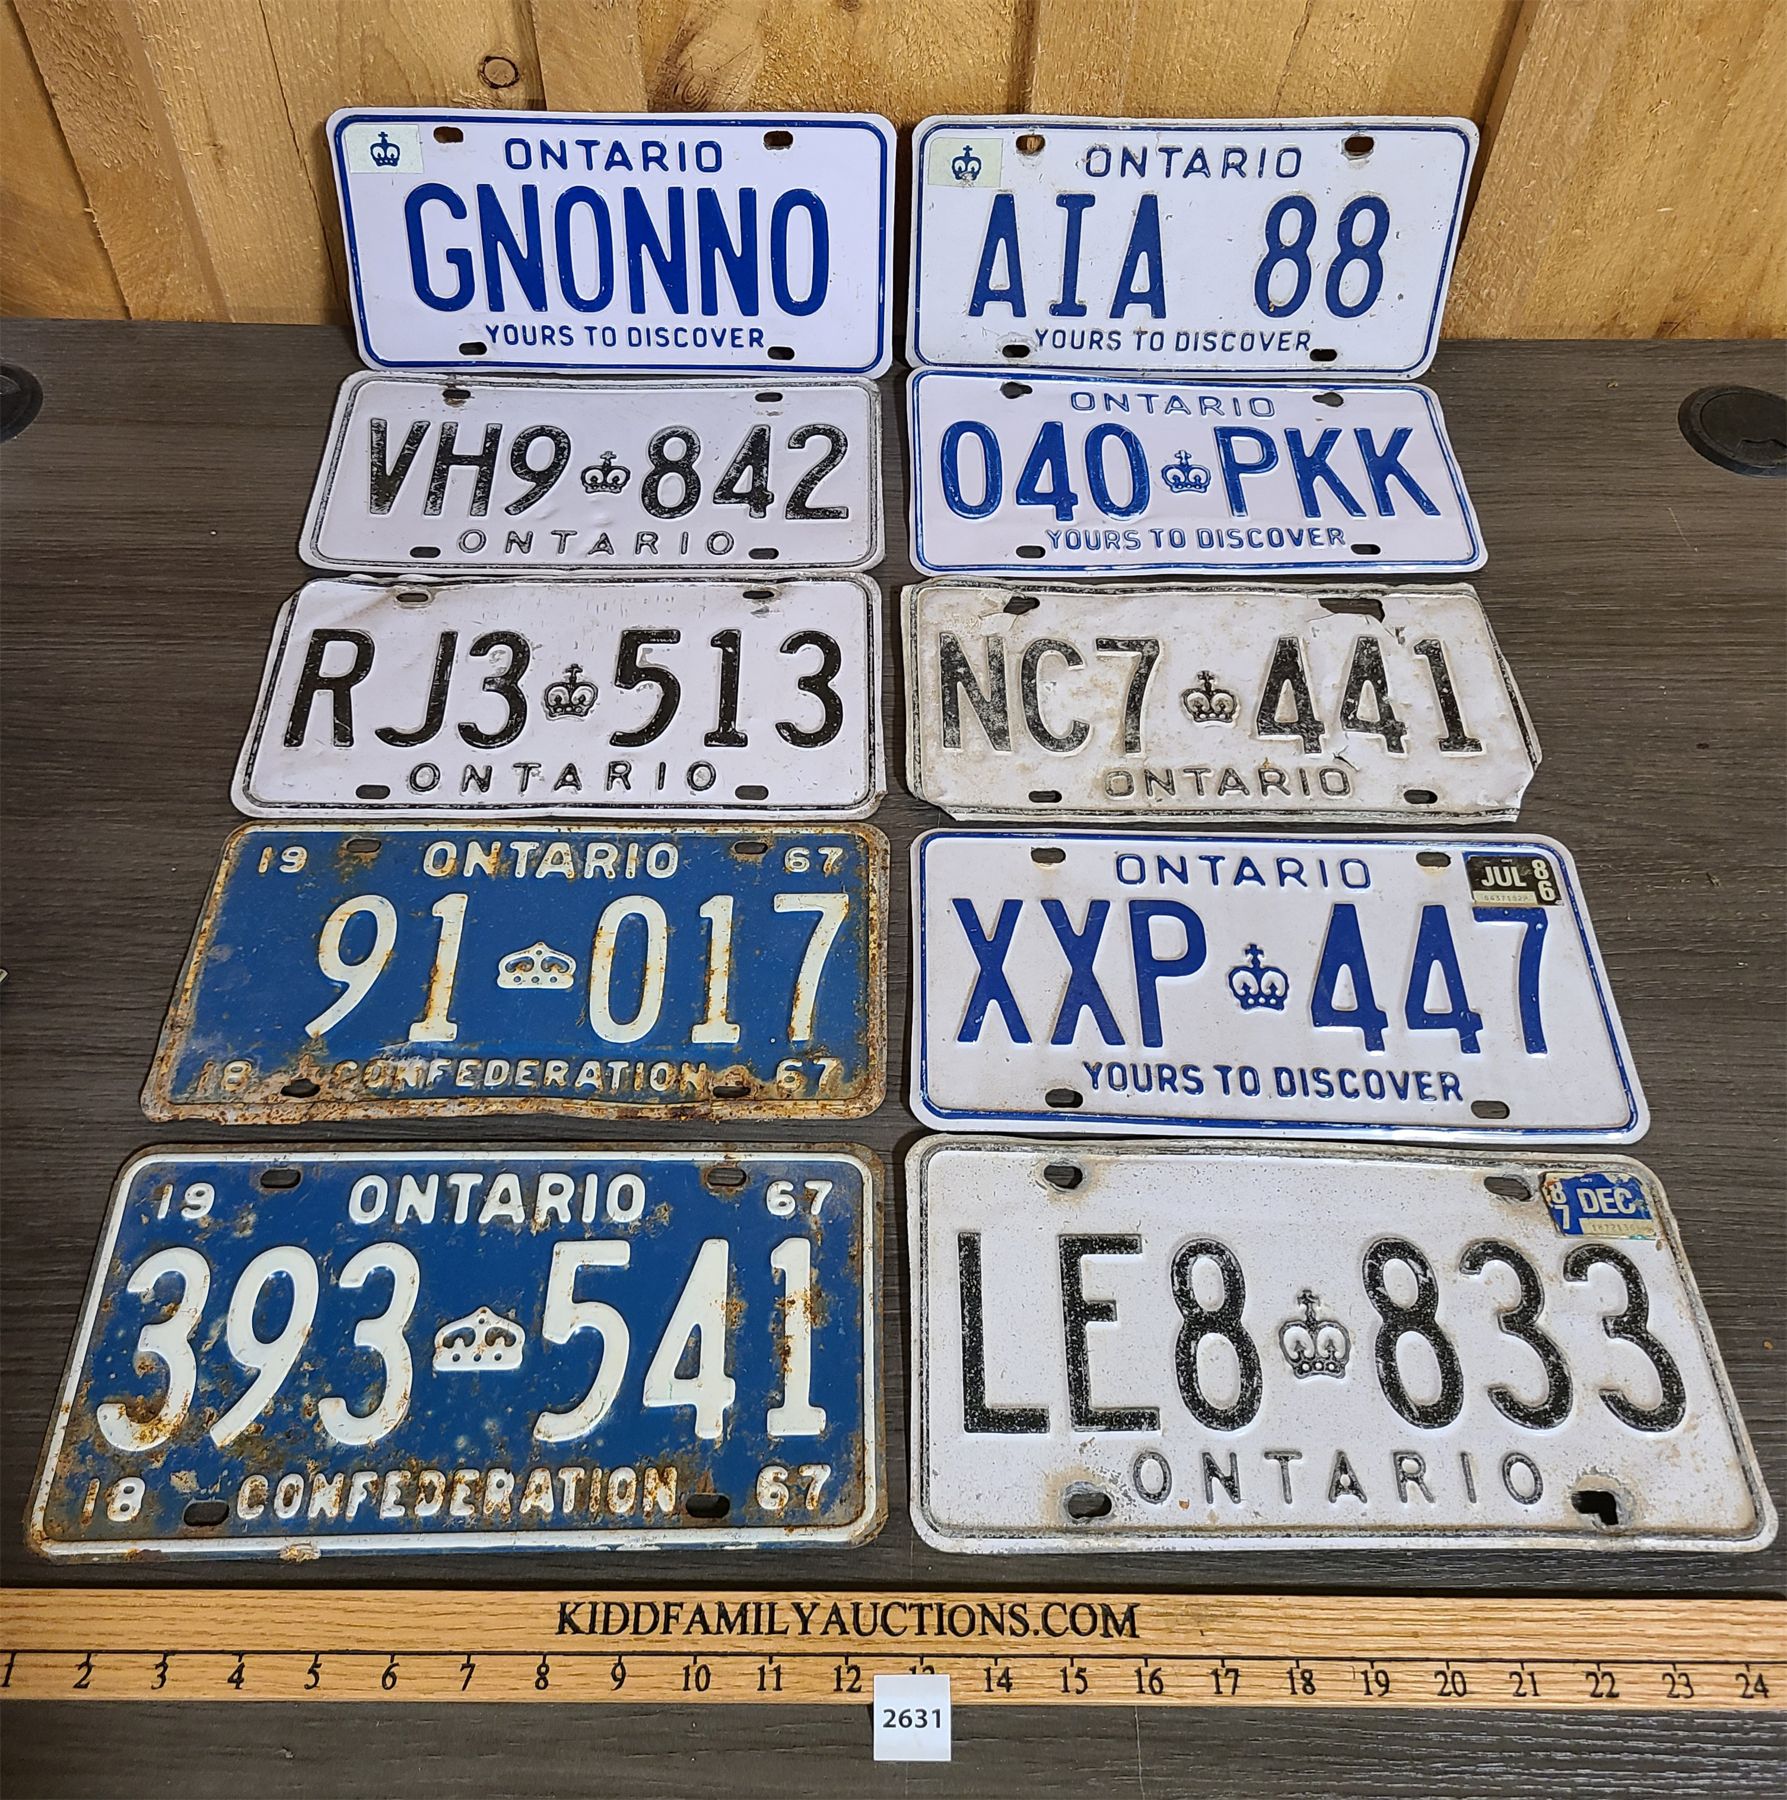 ONTARIO
GNONNO
YOURS TO DISCOVER
ONTARIO
AIA 88
YOURS TO DISCOVER
VH9 842
ONTARIO
ONTARIO
040 PKK
YOURS TO DISCOVER
RJ3 513
ONTARIO
NC7 441
ONTARIO
19 ONTARIO 67
91 017
18 CONFEDERATION 67
ONTARIO JUL 86
XXP 447
YOURS TO DISCOVER
19 ONTARIO 67
393 541
18 CONFEDERATION 67
87 DEC
LE8 833
ONTARIO
KIDDFAMILYAUCTIONS.COM
1 2 3 4 5 6 7 8 9 10 11 12 13 14 15 16 17 18 19 20 21 22 23 24
2631